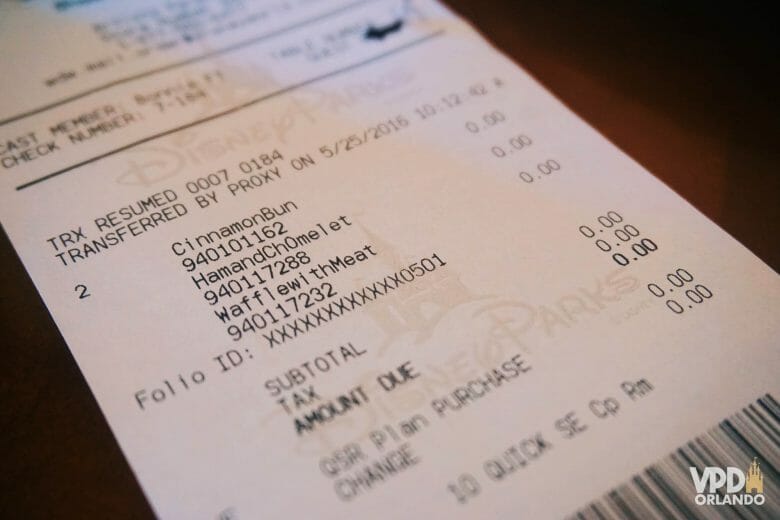 CAST MEMBER: Bonnie FT
CHECK NUMBER: 7-184
TRX RESUMED 0007 0184
TRANSFERRED BY PROXY ON 5/25/2016 10:12:42 A
CinnamonBun 0.00
940101162
2 HamandChOmelet 0.00
940117288
WafflewithMeat 0.00
940117232
Folio ID: XXXXXXXXXXXX0501
SUBTOTAL 0.00
TAX 0.00
AMOUNT DUE 0.00
QSR Plan PURCHASE 0.00
CHANGE 0.00
10 QUICK SE Cp Rm
DISNEY PARKS
DISNEY PARKS
VPD
ORLANDO